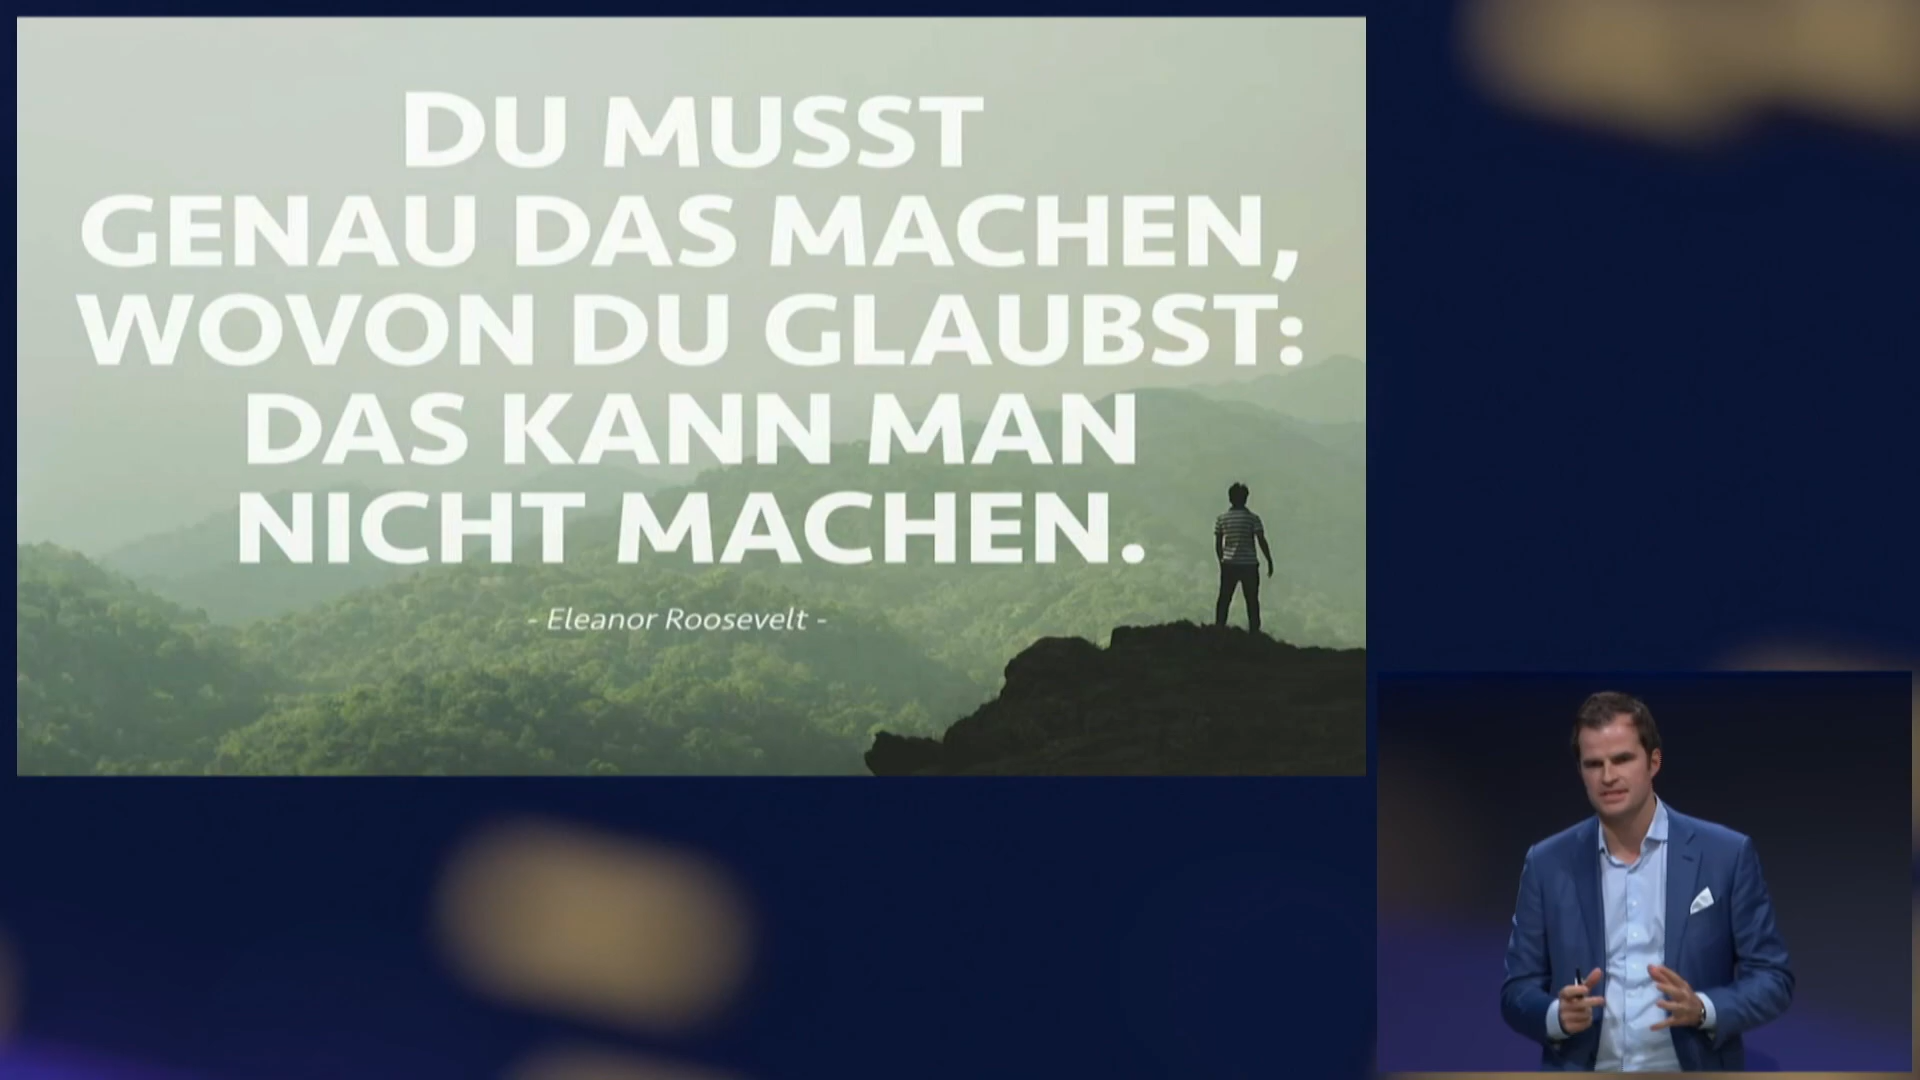 DU MUSST
GENAU DAS MACHEN,
WOVON DU GLAUBST:
DAS KANN MAN
NICHT MACHEN.
- Eleanor Roosevelt -